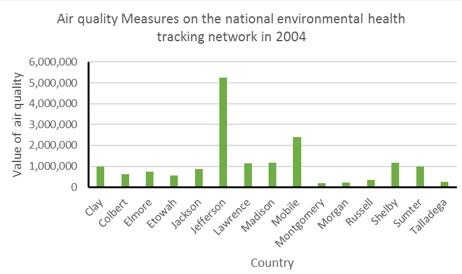 Air quality Measures on the national environmental health
tracking network in 2004
Value of air quality
6,000,000
5,000,000
4,000,000
3,000,000
2,000,000
1,000,000
0
Clay
Colbert
Elmore
Etowah
Jackson
Jefferson
Lawrence
Madison
Mobile
Montgomery
Morgan
Russell
Shelby
Sumter
Talladega
Country